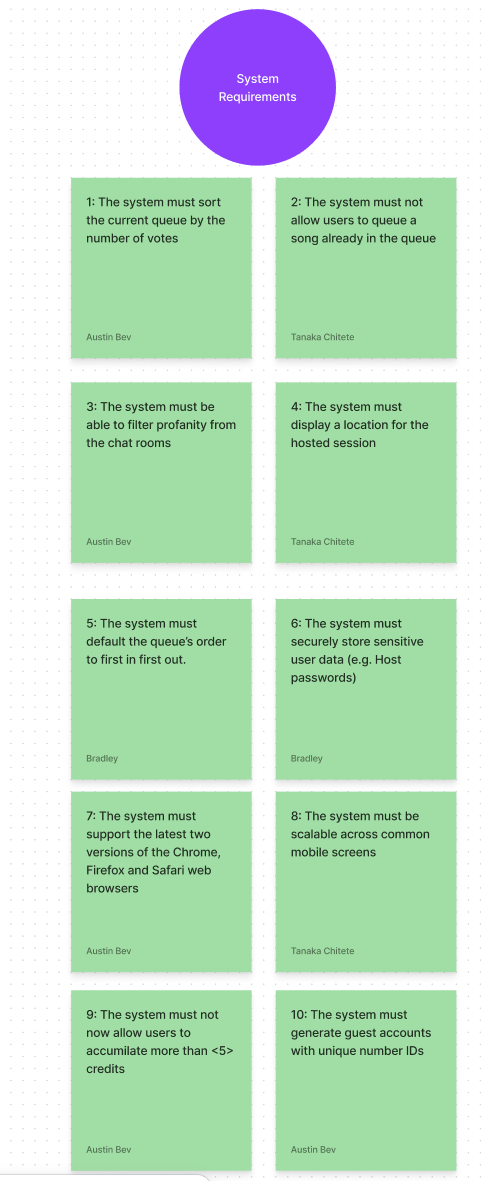 System
Requirements
1: The system must sort
the current queue by the
number of votes
Austin Bev
2: The system must not
allow users to queue a
song already in the queue
Tanaka Chitete
3: The system must be
able to filter profanity from
the chat rooms
Austin Bev
4: The system must
display a location for the
hosted session
Tanaka Chitete
5: The system must
default the queue’s order
to first in first out.
Bradley
6: The system must
securely store sensitive
user data (e.g. Host
passwords)
Bradley
7: The system must
support the latest two
versions of the Chrome,
Firefox and Safari web
browsers
Austin Bev
8: The system must be
scalable across common
mobile screens
Tanaka Chitete
9: The system must not
now allow users to
accumilate more than <5>
credits
Austin Bev
10: The system must
generate guest accounts
with unique number IDs
Austin Bev